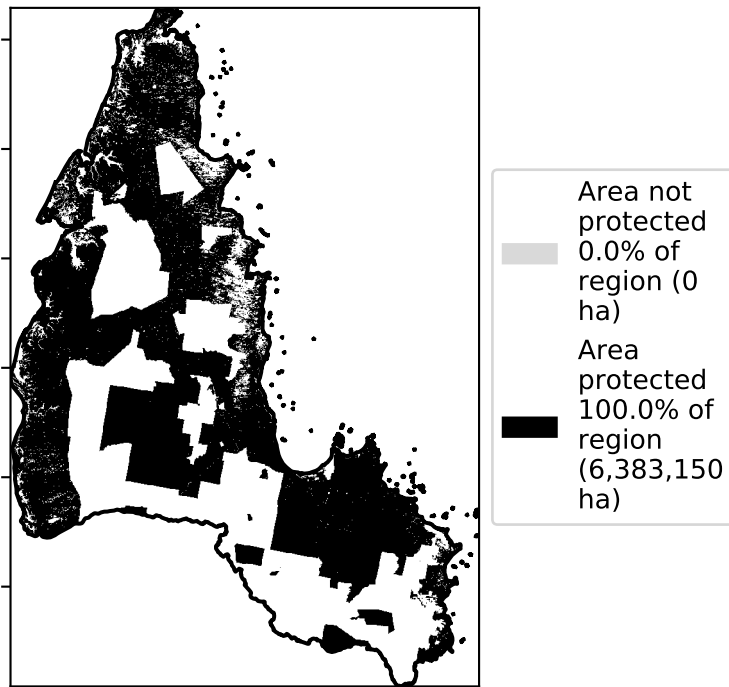 Area not
protected
0.0% of
region (0
ha)
Area
protected
100.0% of
region
(6,383,150
ha)